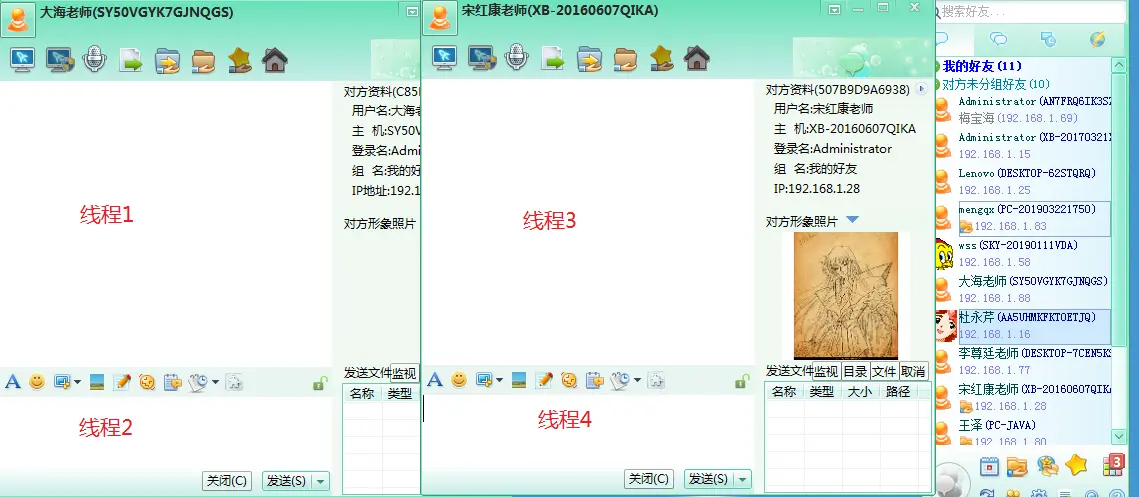 大海老师(SY50VGYK7GJNQGS)
对方资料(C85
用户名:大海老
主 机:SY50V
登录名:Admi
组 名:我的好
IP地址:192.1
对方形象照片
线程1
发送文件监视
名称 类型
线程2
关闭(C) 发送(S)
宋红康老师(XB-20160607QIKA)
对方资料(507B9D9A6938)
用户名:宋红康老师
主 机:XB-20160607QIKA
登录名:Administrator
组 名:我的好友
IP:192.168.1.28
对方形象照片
线程3
发送文件监视 目录 文件 取消
名称 类型 大小 路径
线程4
关闭(C) 发送(S)
搜索好友...
我的好友(11)
对方未分组好友(10)
Administrator(AN7FRQ6IK3SZ
梅宝海(192.168.1.69)
Administrator(XB-20170321X
192.168.1.15
Lenovo(DESKTOP-62STQRQ)
192.168.1.25
mengqx(PC-201903221750)
192.168.1.83
wss(SKY-20190111VDA)
192.168.1.58
大海老师(SY50VGYK7GJNQGS)
192.168.1.88
杜永芹(AA5UHMKFKTOETJQ)
192.168.1.16
李尊廷老师(DESKTOP-7CEN5KS
192.168.1.77
宋红康老师(XB-20160607QIKA
192.168.1.28
王泽(PC-JAVA)
192.168.1.80
3